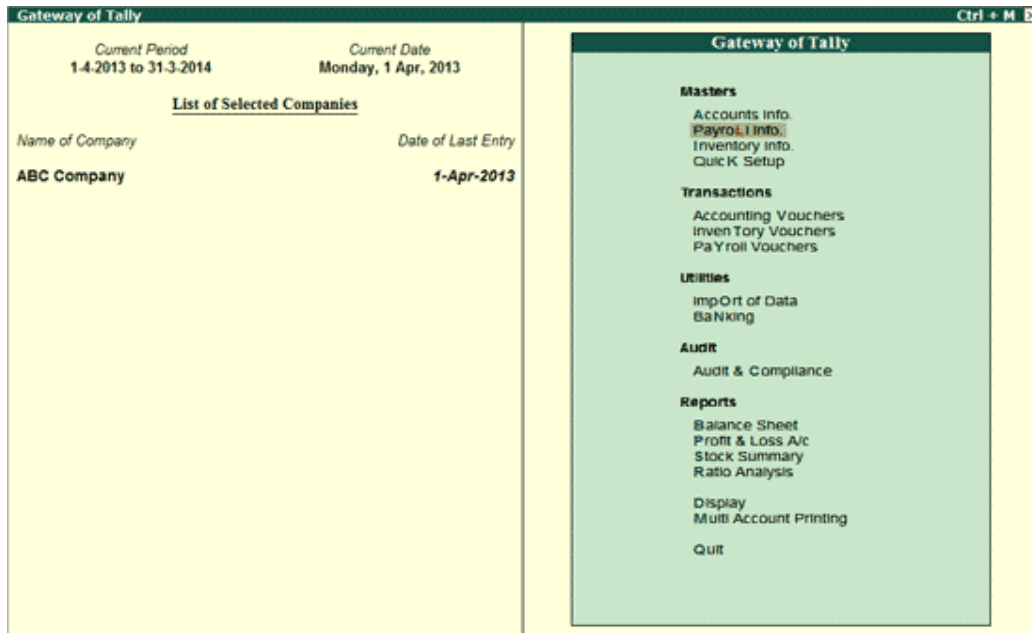 Gateway of Tally Ctrl + M
Current Period Current Date
1-4-2013 to 31-3-2014 Monday, 1 Apr, 2013
List of Selected Companies
Name of Company Date of Last Entry
ABC Company 1-Apr-2013
Gateway of Tally
Masters
Accounts Info.
PayroLl Info.
Inventory Info.
QuicK Setup
Transactions
Accounting Vouchers
InvenTory Vouchers
PaYroll Vouchers
Utilities
ImpOrt of Data
BaNking
Audit
Audit & Compliance
Reports
Balance Sheet
Profit & Loss A/c
Stock Summary
Ratio Analysis
Display
Multi Account Printing
Quit